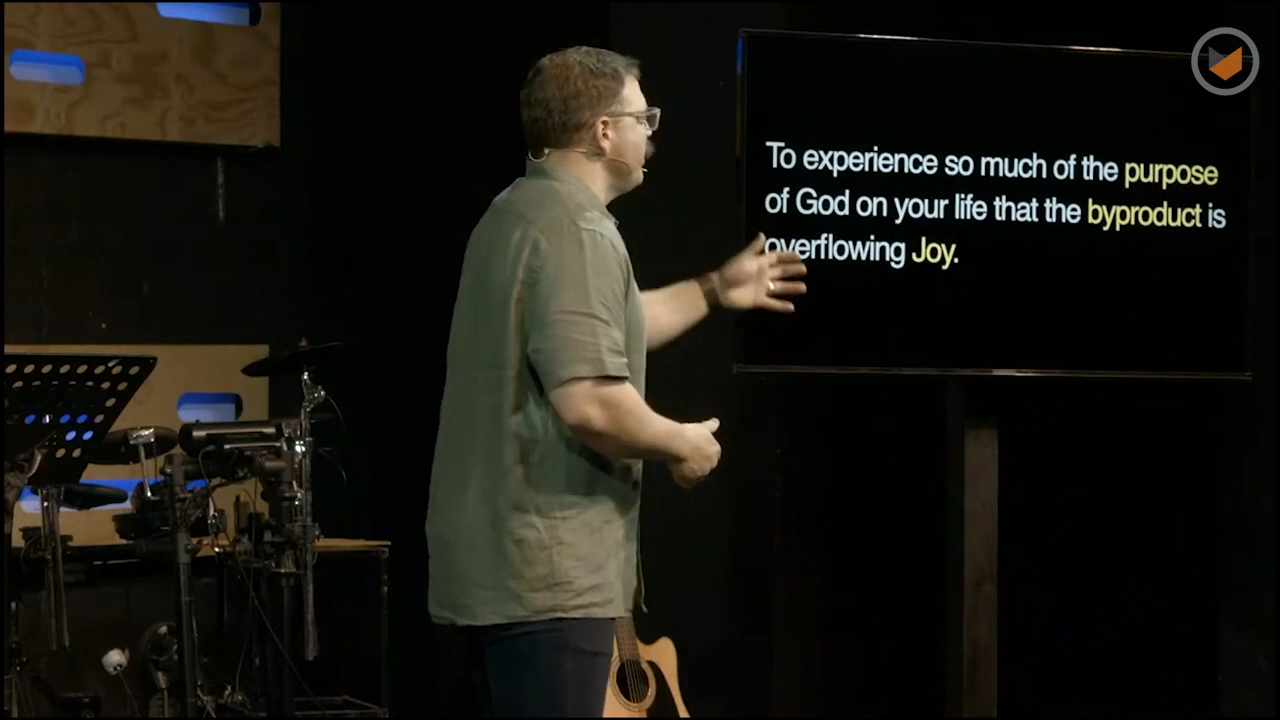 To experience so much of the purpose
of God on your life that the byproduct is
overflowing Joy.